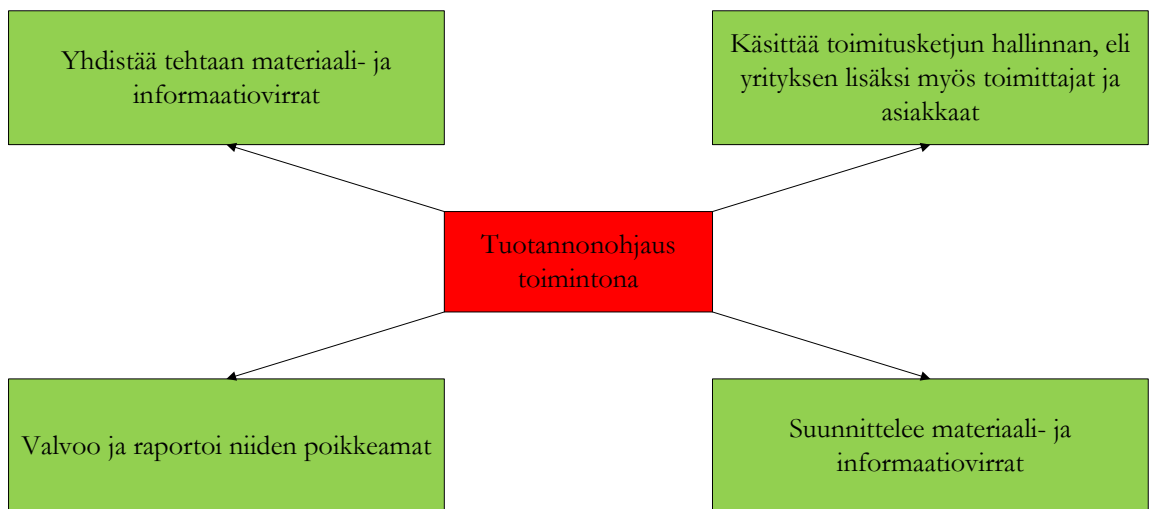 Yhdistää tehtaan materiaali- ja
informaatiovirrat
Käsittää toimitusketjun hallinnan, eli
yrityksen lisäksi myös toimittajat ja
asiakkaat
Tuotannonohjaus
toimintona
Valvoo ja raportoi niiden poikkeamat
Suunnittelee materiaali- ja
informaatiovirrat